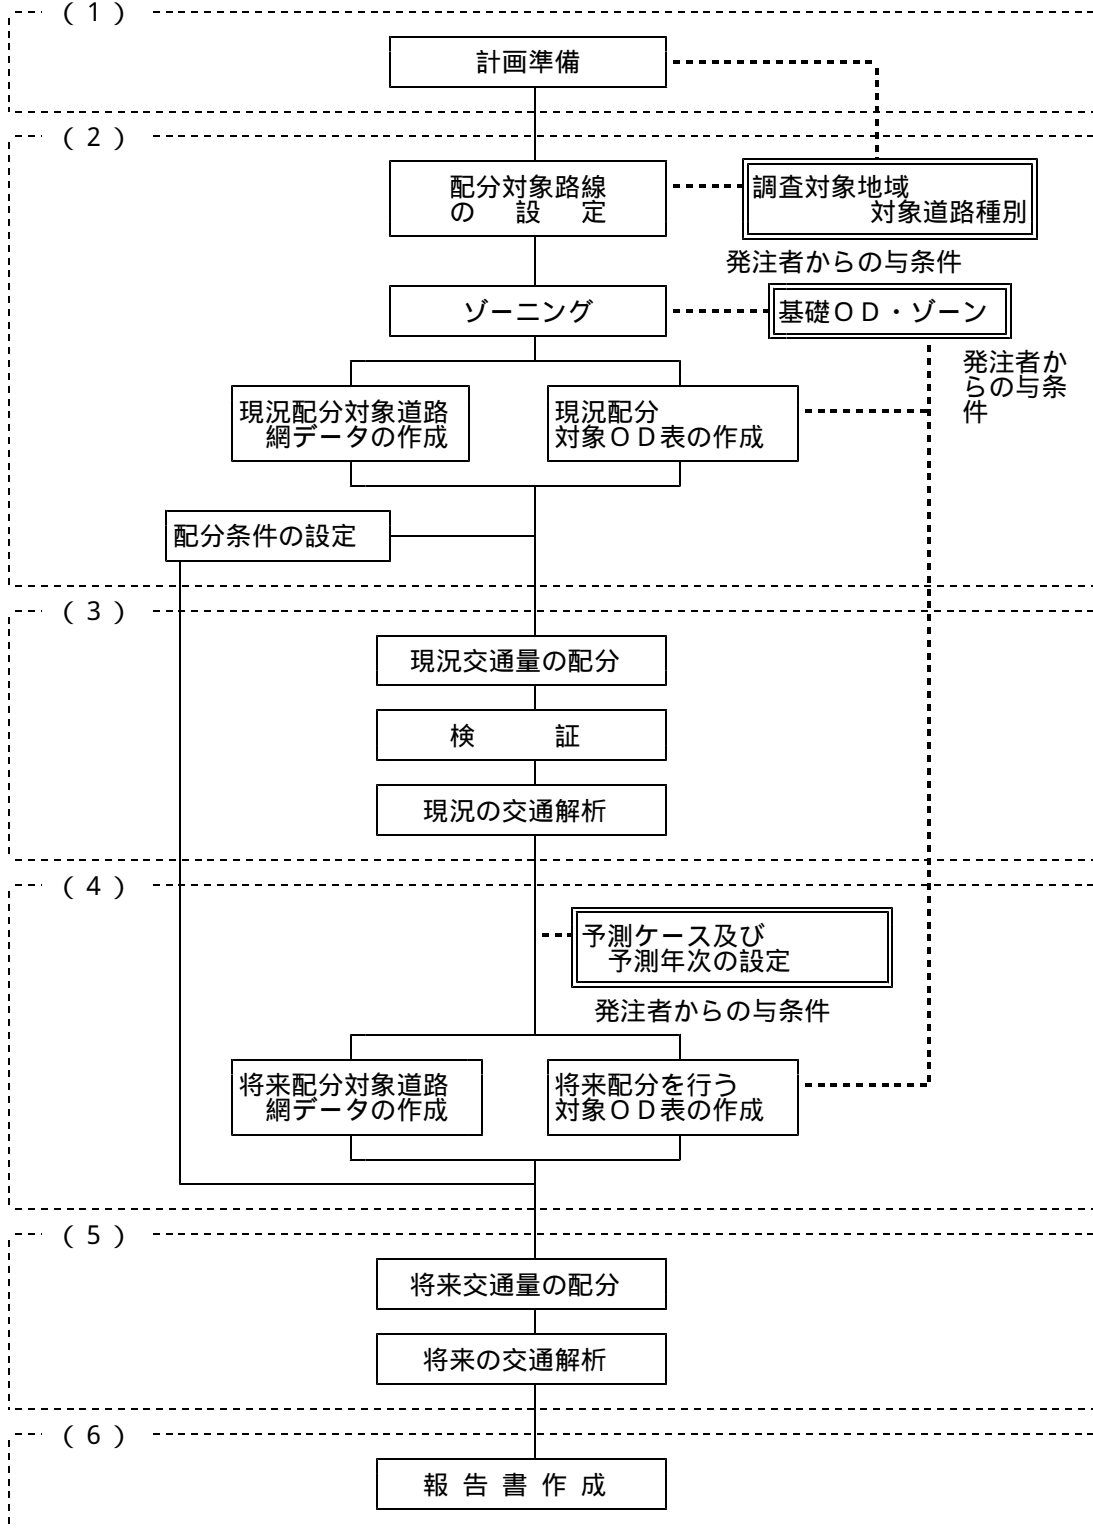 （1）
計画準備
（2）
配分対象路線
の　設　定
調査対象地域
対象道路種別
発注者からの与条件
ゾーニング
基礎ＯＤ・ゾーン
発注者か
らの与条
件
現況配分対象道路
網データの作成
現況配分
対象ＯＤ表の作成
配分条件の設定
（3）
現況交通量の配分
検　　　証
現況の交通解析
（4）
予測ケース及び
予測年次の設定
発注者からの与条件
将来配分対象道路
網データの作成
将来配分を行う
対象ＯＤ表の作成
（5）
将来交通量の配分
将来の交通解析
（6）
報 告 書 作 成